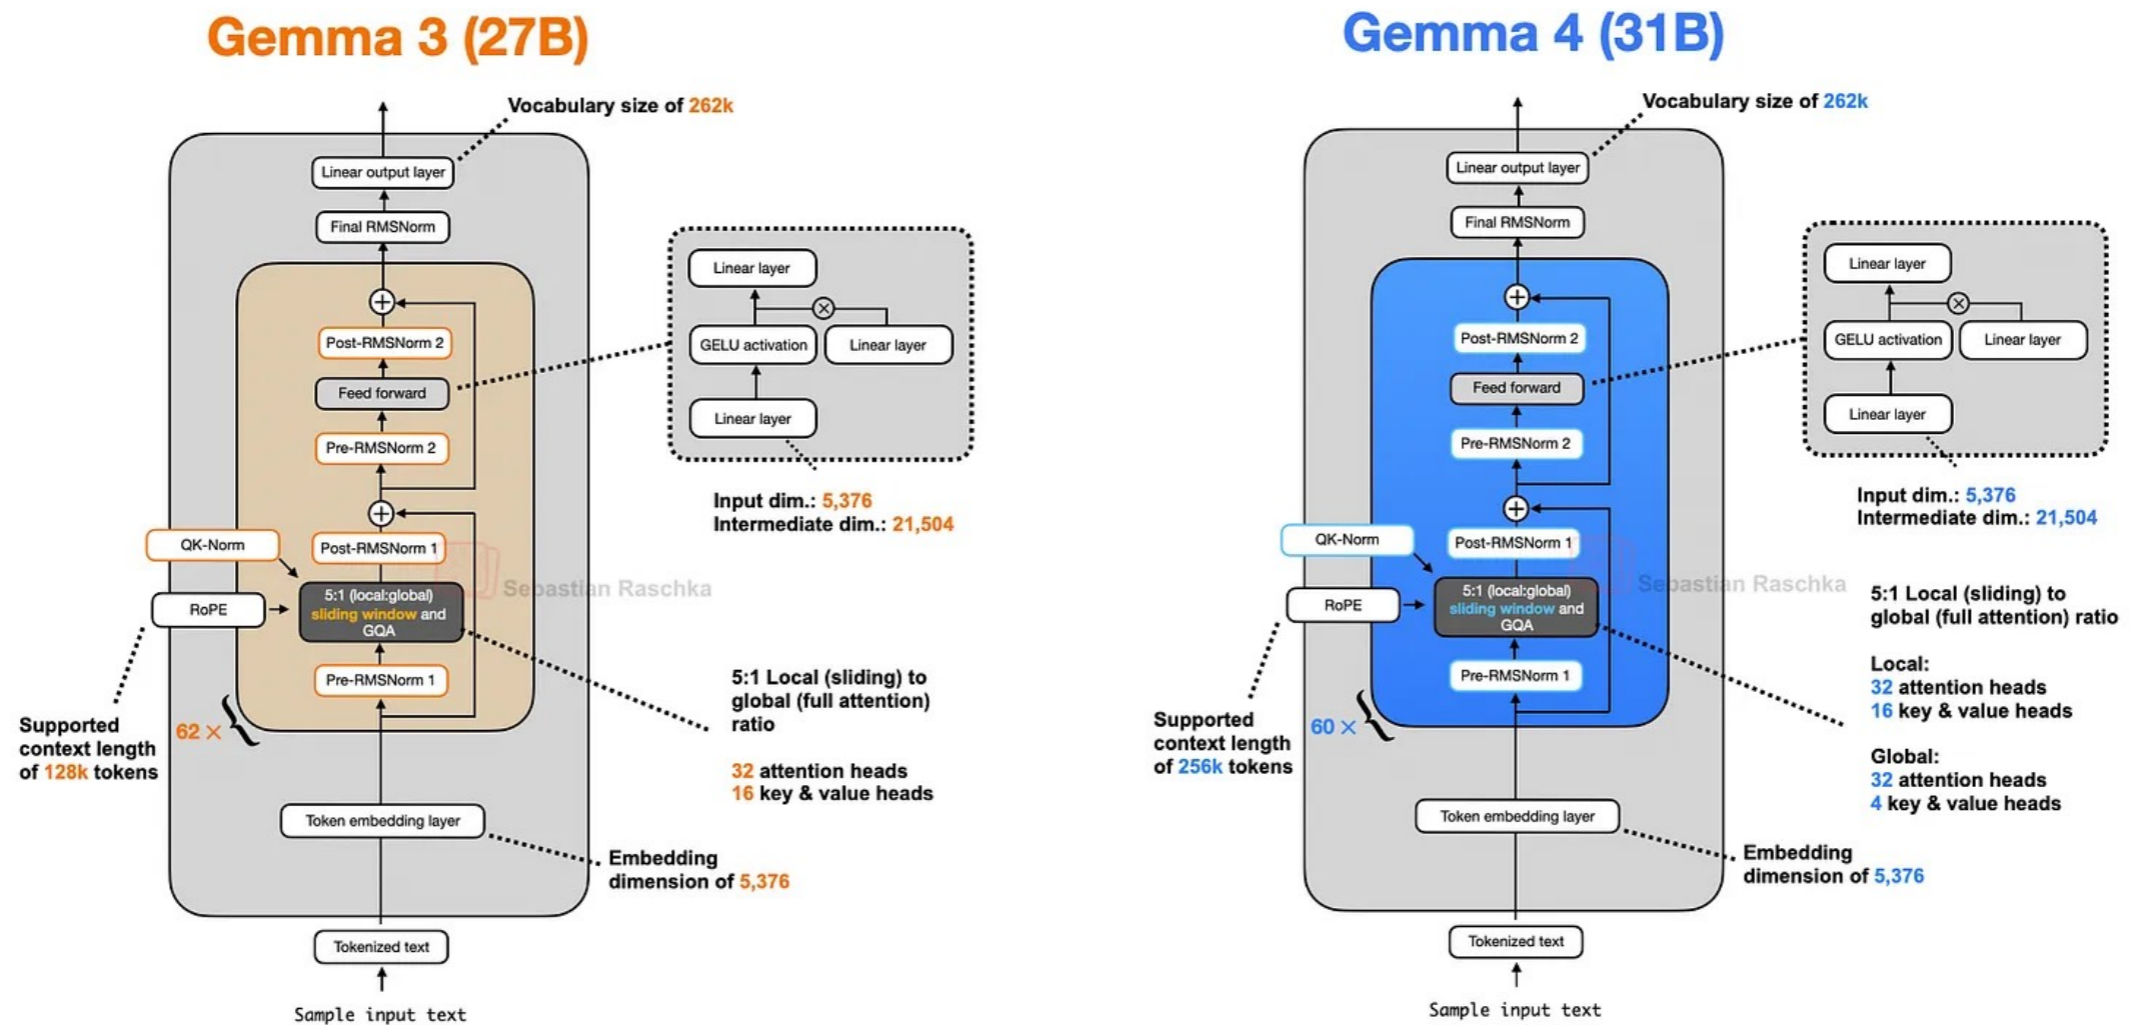 Gemma 3 (27B)
Vocabulary size of 262k
Linear output layer
Final RMSNorm
Post-RMSNorm 2
Feed forward
Pre-RMSNorm 2
Linear layer
GELU activation
Linear layer
Linear layer
Input dim.: 5,376
Intermediate dim.: 21,504
QK-Norm
Post-RMSNorm 1
Sebastian Raschka
RoPE
5:1 (local:global)
sliding window and
GQA
Pre-RMSNorm 1
5:1 Local (sliding) to
global (full attention)
ratio
32 attention heads
16 key & value heads
62 ×
Supported
context length
of 128k tokens
Token embedding layer
Embedding
dimension of 5,376
Tokenized text
Sample input text
Gemma 4 (31B)
Vocabulary size of 262k
Linear output layer
Final RMSNorm
Post-RMSNorm 2
Feed forward
Pre-RMSNorm 2
Linear layer
GELU activation
Linear layer
Linear layer
Input dim.: 5,376
Intermediate dim.: 21,504
QK-Norm
Post-RMSNorm 1
Sebastian Raschka
RoPE
5:1 (local:global)
sliding window and
GQA
Pre-RMSNorm 1
5:1 Local (sliding) to
global (full attention) ratio
Local:
32 attention heads
16 key & value heads
Global:
32 attention heads
4 key & value heads
60 ×
Supported
context length
of 256k tokens
Token embedding layer
Embedding
dimension of 5,376
Tokenized text
Sample input text